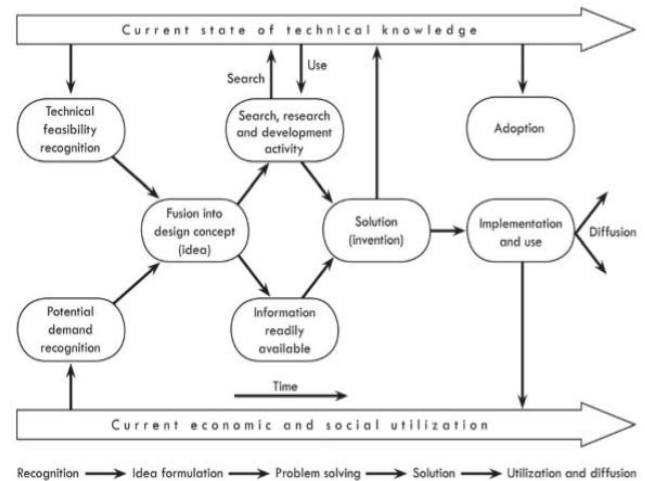 Current state of technical knowledge
Search
Use
Technical
feasibility
recognition
Search, research
and development
activity
Adoption
Fusion into
design concept
(idea)
Solution
(invention)
Implementation
and use
Diffusion
Potential
demand
recognition
Information
readily
available
Time
Current economic and social utilization
Recognition Idea formulation Problem solving Solution Utilization and diffusion